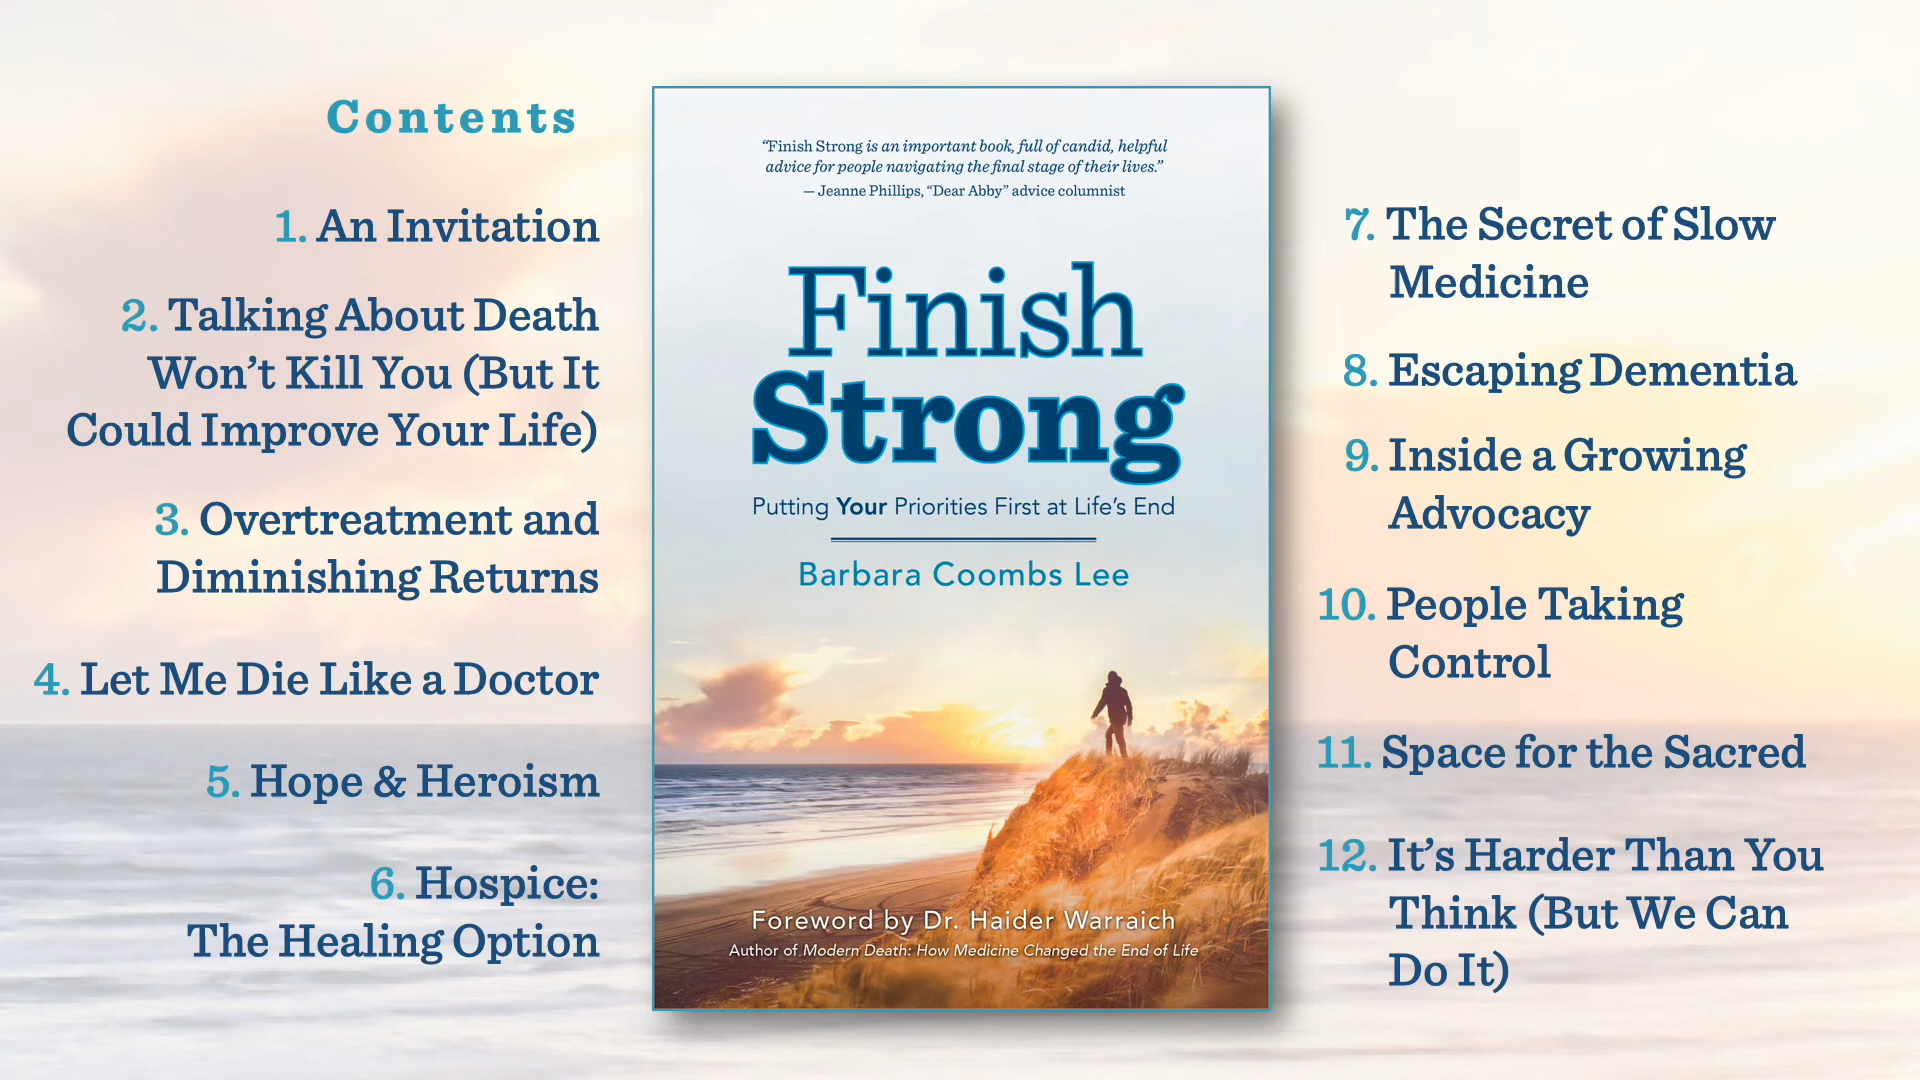 Contents
1. An Invitation
2. Talking About Death
Won’t Kill You (But It
Could Improve Your Life)
3. Overtreatment and
Diminishing Returns
4. Let Me Die Like a Doctor
5. Hope & Heroism
6. Hospice:
The Healing Option
“Finish Strong is an important book, full of candid, helpful
advice for people navigating the final stage of their lives.”
— Jeanne Phillips, “Dear Abby” advice columnist
Finish
Strong
Putting Your Priorities First at Life’s End
Barbara Coombs Lee
Foreword by Dr. Haider Warraich
Author of Modern Death: How Medicine Changed the End of Life
7. The Secret of Slow
Medicine
8. Escaping Dementia
9. Inside a Growing
Advocacy
10. People Taking
Control
11. Space for the Sacred
12. It’s Harder Than You
Think (But We Can
Do It)